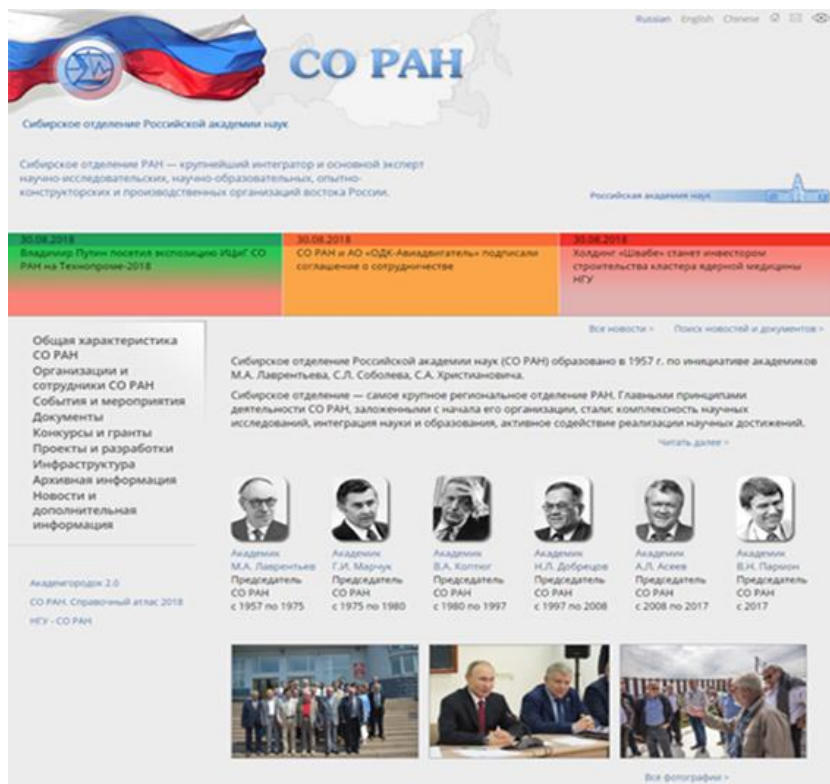 Russian English Chinese
СО РАН
Сибирское отделение Российской академии наук
Сибирское отделение РАН — крупнейший интегратор и основной эксперт
научно-исследовательских, научно-образовательных, опытно-
конструкторских и производственных организаций востока России.
Российская академия наук
30.08.2018
Владимир Путин посетил экспозицию ИЦиГ СО
РАН на Технопроме-2018
30.08.2018
СО РАН и АО «ОДК-Авиадвигатель» подписали
соглашение о сотрудничестве
30.08.2018
Холдинг «Швабе» станет инвестором
строительства кластера ядерной медицины
НГУ
Все новости »
Поиск новостей и документов »
Общая характеристика
СО РАН
Организации и
сотрудники СО РАН
События и мероприятия
Документы
Конкурсы и гранты
Проекты и разработки
Инфраструктура
Архивная информация
Новости и
дополнительная
информация
Академгородок 2.0
СО РАН. Справочный атлас 2018
НГУ - СО РАН
Сибирское отделение Российской академии наук (СО РАН) образовано в 1957 г. по инициативе академиков
М.А. Лаврентьева, С.Л. Соболева, С.А. Христиановича.
Сибирское отделение — самое крупное региональное отделение РАН. Главными принципами
деятельности СО РАН, заложенными с начала его организации, стали: комплексность научных
исследований, интеграция науки и образования, активное содействие реализации научных достижений.
Читать далее »
Академик
М.А. Лаврентьев
Председатель
СО РАН
с 1957 по 1975
Академик
Г.И. Марчук
Председатель
СО РАН
с 1975 по 1980
Академик
В.А. Коптюг
Председатель
СО РАН
с 1980 по 1997
Академик
Н.Л. Добрецов
Председатель
СО РАН
с 1997 по 2008
Академик
А.Л. Асеев
Председатель
СО РАН
с 2008 по 2017
Академик
В.Н. Пармон
Председатель
СО РАН
с 2017
Все фотографии »